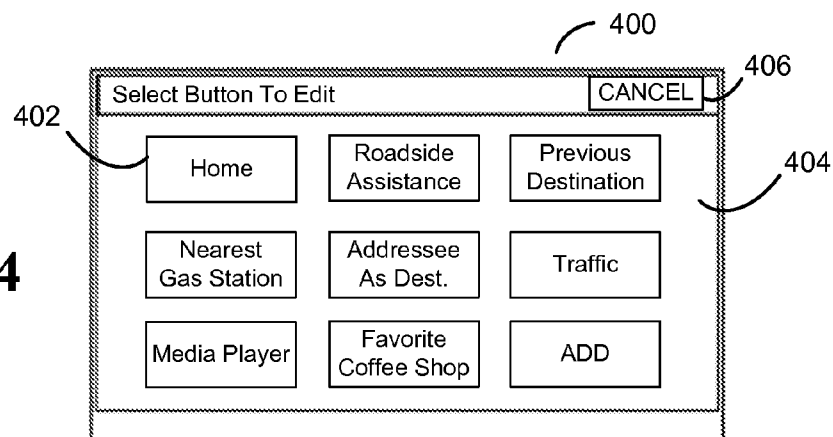 400
406
Select Button To Edit CANCEL
402
Home
Roadside
Assistance
Previous
Destination
404
4
Nearest
Gas Station
Addressee
As Dest.
Traffic
Media Player
Favorite
Coffee Shop
ADD